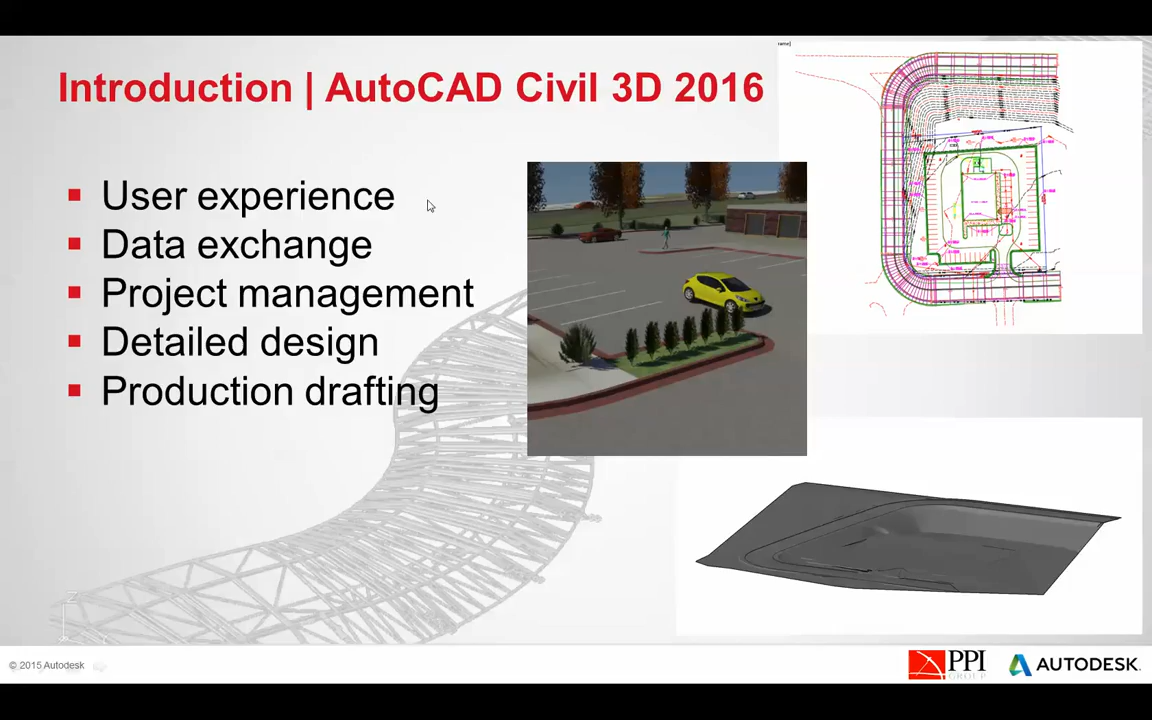 Introduction | AutoCAD Civil 3D 2016
User experience
Data exchange
Project management
Detailed design
Production drafting
© 2015 Autodesk
PPI
GROUP
AUTODESK.